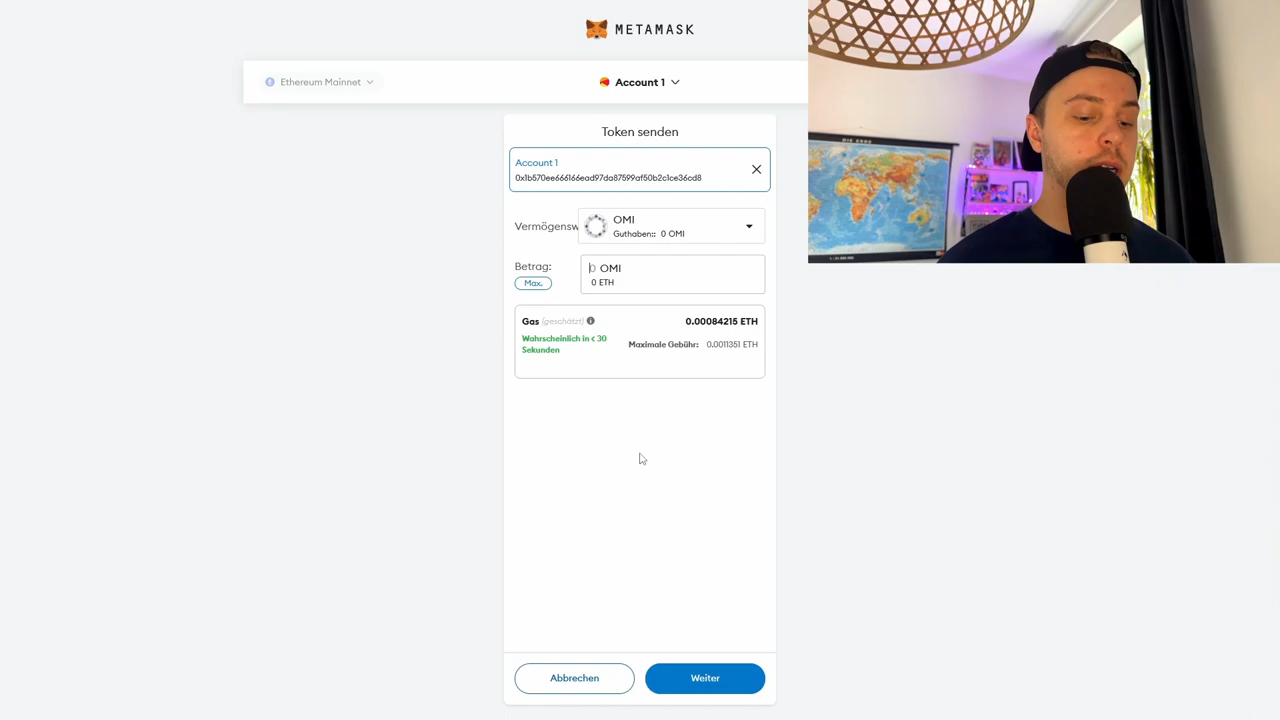 METAMASK
Ethereum Mainnet
Account 1
Token senden
Account 1
0x1b570ee666166ead97da87599af50b2c1ce36cd8
Vermögensw
OMI
Guthaben:: 0 OMI
Betrag:
0 OMI
Max.
0 ETH
Gas (geschätzt)
0.00084215 ETH
Wahrscheinlich in < 30
Sekunden
Maximale Gebühr: 0.0011351 ETH
Abbrechen
Weiter